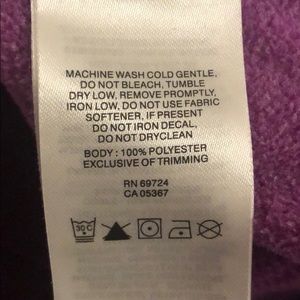 MACHINE WASH COLD GENTLE,
DO NOT BLEACH, TUMBLE
DRY LOW, REMOVE PROMPTLY,
IRON LOW, DO NOT USE FABRIC
SOFTENER, IF PRESENT
DO NOT IRON DECAL,
DO NOT DRYCLEAN
BODY : 100% POLYESTER
EXCLUSIVE OF TRIMMING
RN 69724
CA 05367
30°C